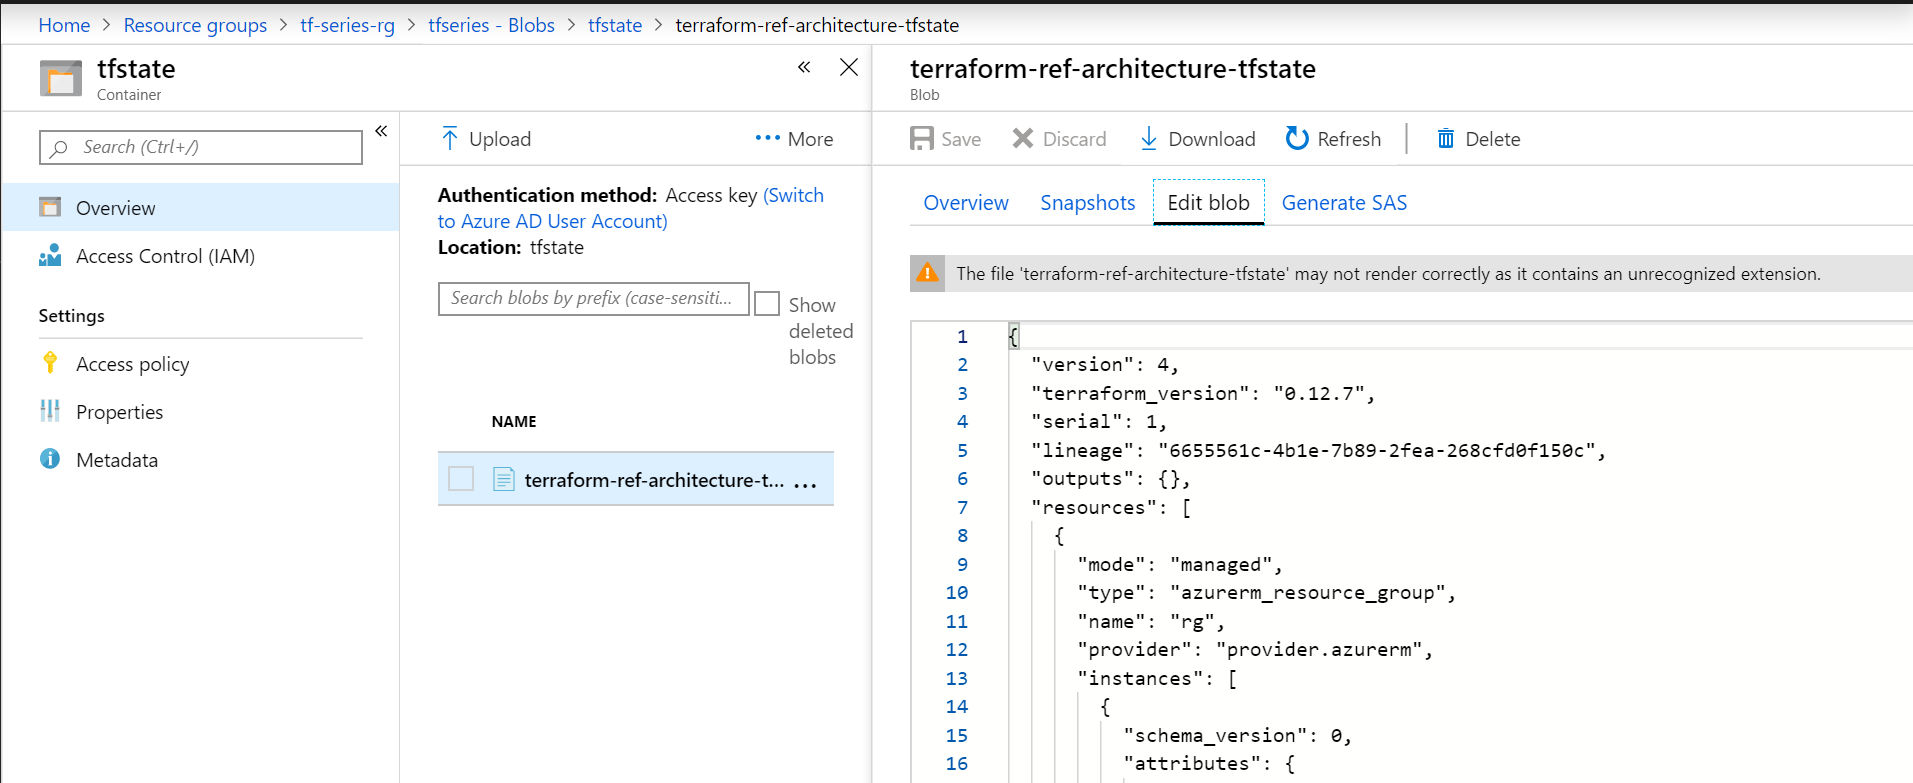 Home > Resource groups > tf-series-rg > tfseries - Blobs > tfstate > terraform-ref-architecture-tfstate
tfstate
Container
«
Search (Ctrl+/)
«
Overview
Access Control (IAM)
Settings
Access policy
Properties
Metadata
Upload
More
Authentication method: Access key (Switch
to Azure AD User Account)
Location: tfstate
Search blobs by prefix (case-sensiti...
Show
deleted
blobs
NAME
terraform-ref-architecture-t... ...
terraform-ref-architecture-tfstate
Blob
Save Discard Download Refresh Delete
Overview Snapshots Edit blob Generate SAS
The file 'terraform-ref-architecture-tfstate' may not render correctly as it contains an unrecognized extension.
1 {
2 "version": 4,
3 "terraform_version": "0.12.7",
4 "serial": 1,
5 "lineage": "6655561c-4b1e-7b89-2fea-268cfd0f150c",
6 "outputs": {},
7 "resources": [
8 {
9 "mode": "managed",
10 "type": "azurerm_resource_group",
11 "name": "rg",
12 "provider": "provider.azurerm",
13 "instances": [
14 {
15 "schema_version": 0,
16 "attributes": {